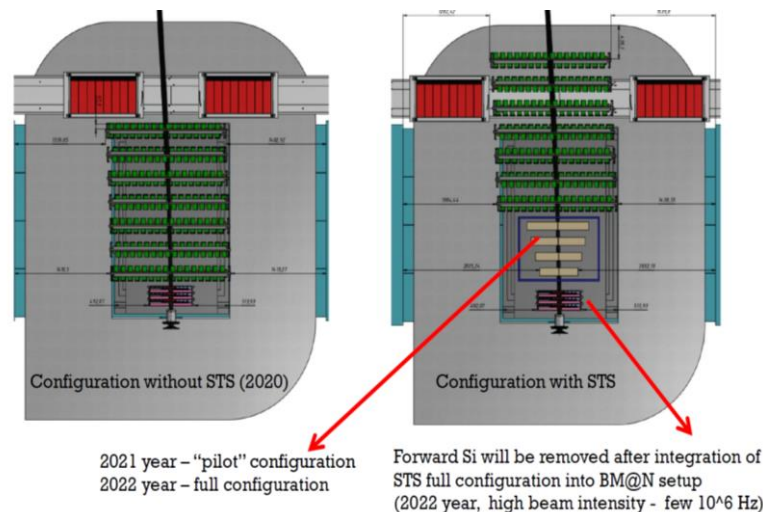 Configuration without STS (2020)
Configuration with STS
2021 year – “pilot” configuration
2022 year – full configuration
Forward Si will be removed after integration of
STS full configuration into BM@N setup
(2022 year, high beam intensity - few 10^6 Hz)